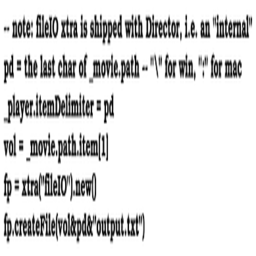 -- note: fileIO xtra is shipped with Director, i.e. an "internal"
pd = the last char of _movie.path -- "\" for win, ":" for mac
_player.itemDelimiter = pd
vol = _movie.path.item[1]
fp = xtra("fileIO").new()
fp.createFile(vol&pd&"output.txt")